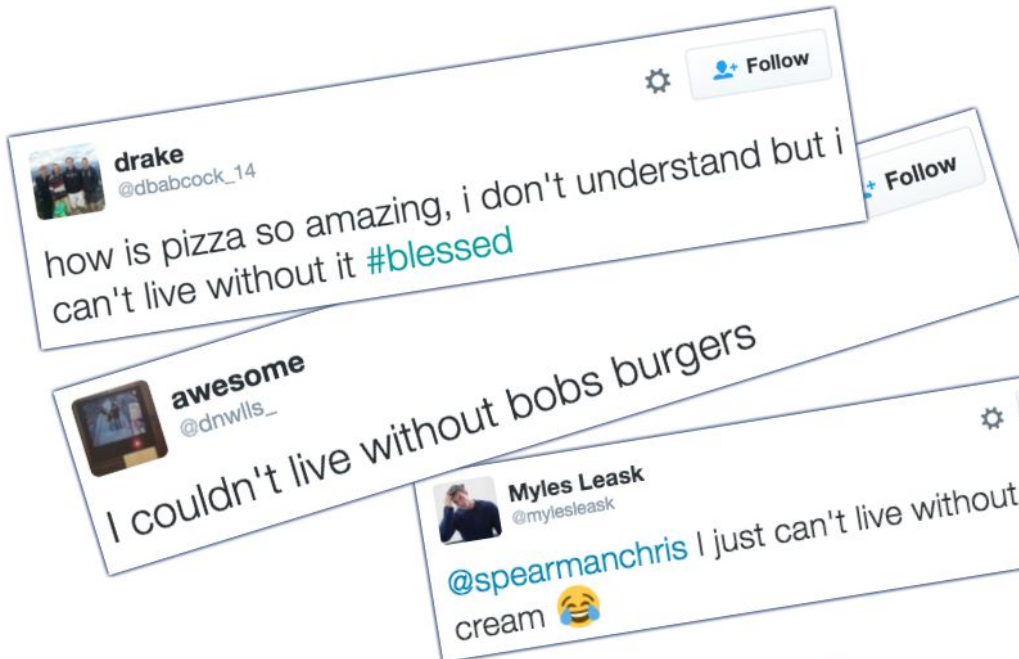 Follow
drake
@dbabcock_14
how is pizza so amazing, i don't understand but i
can't live without it #blessed
Follow
awesome
@dnwlls_
I couldn't live without bobs burgers
Myles Leask
@mylesleask
@spearmanchris I just can't live without
cream 😂